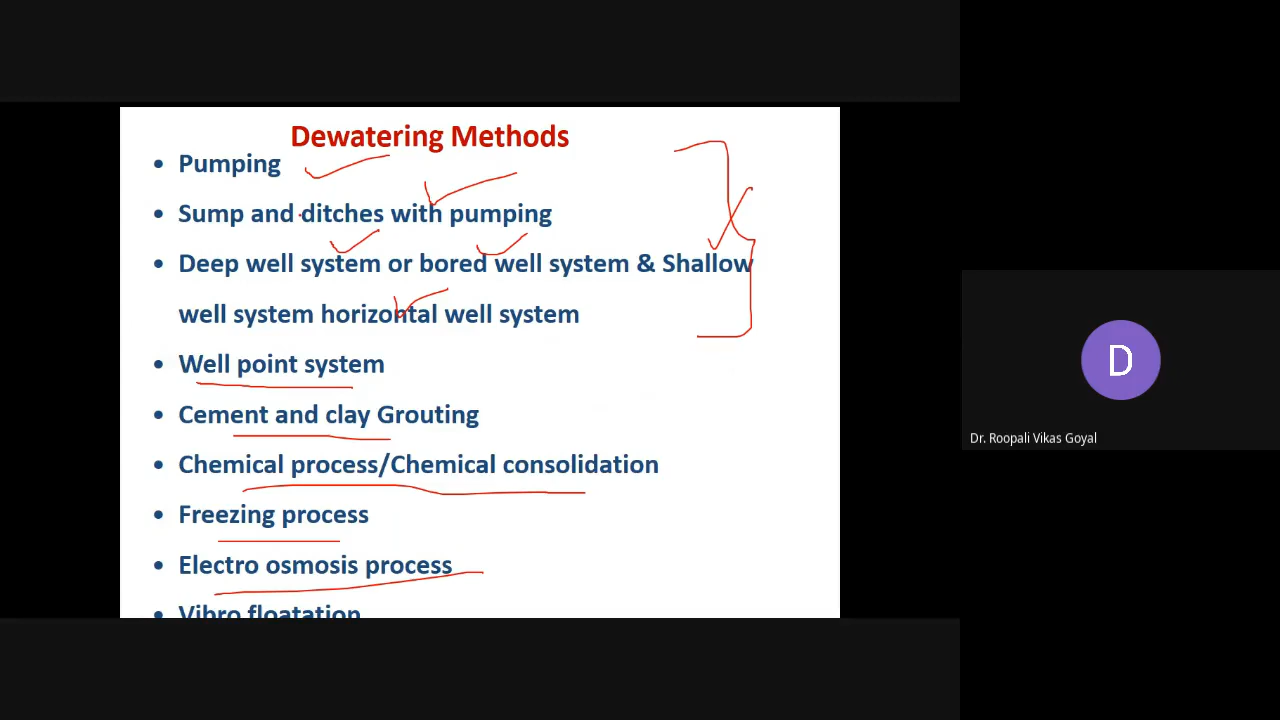 Dewatering Methods
• Pumping
• Sump and ditches with pumping
• Deep well system or bored well system & Shallow
well system horizontal well system
• Well point system
• Cement and clay Grouting
• Chemical process/Chemical consolidation
• Freezing process
• Electro osmosis process
• Vibro floatation
D
Dr. Roopali Vikas Goyal